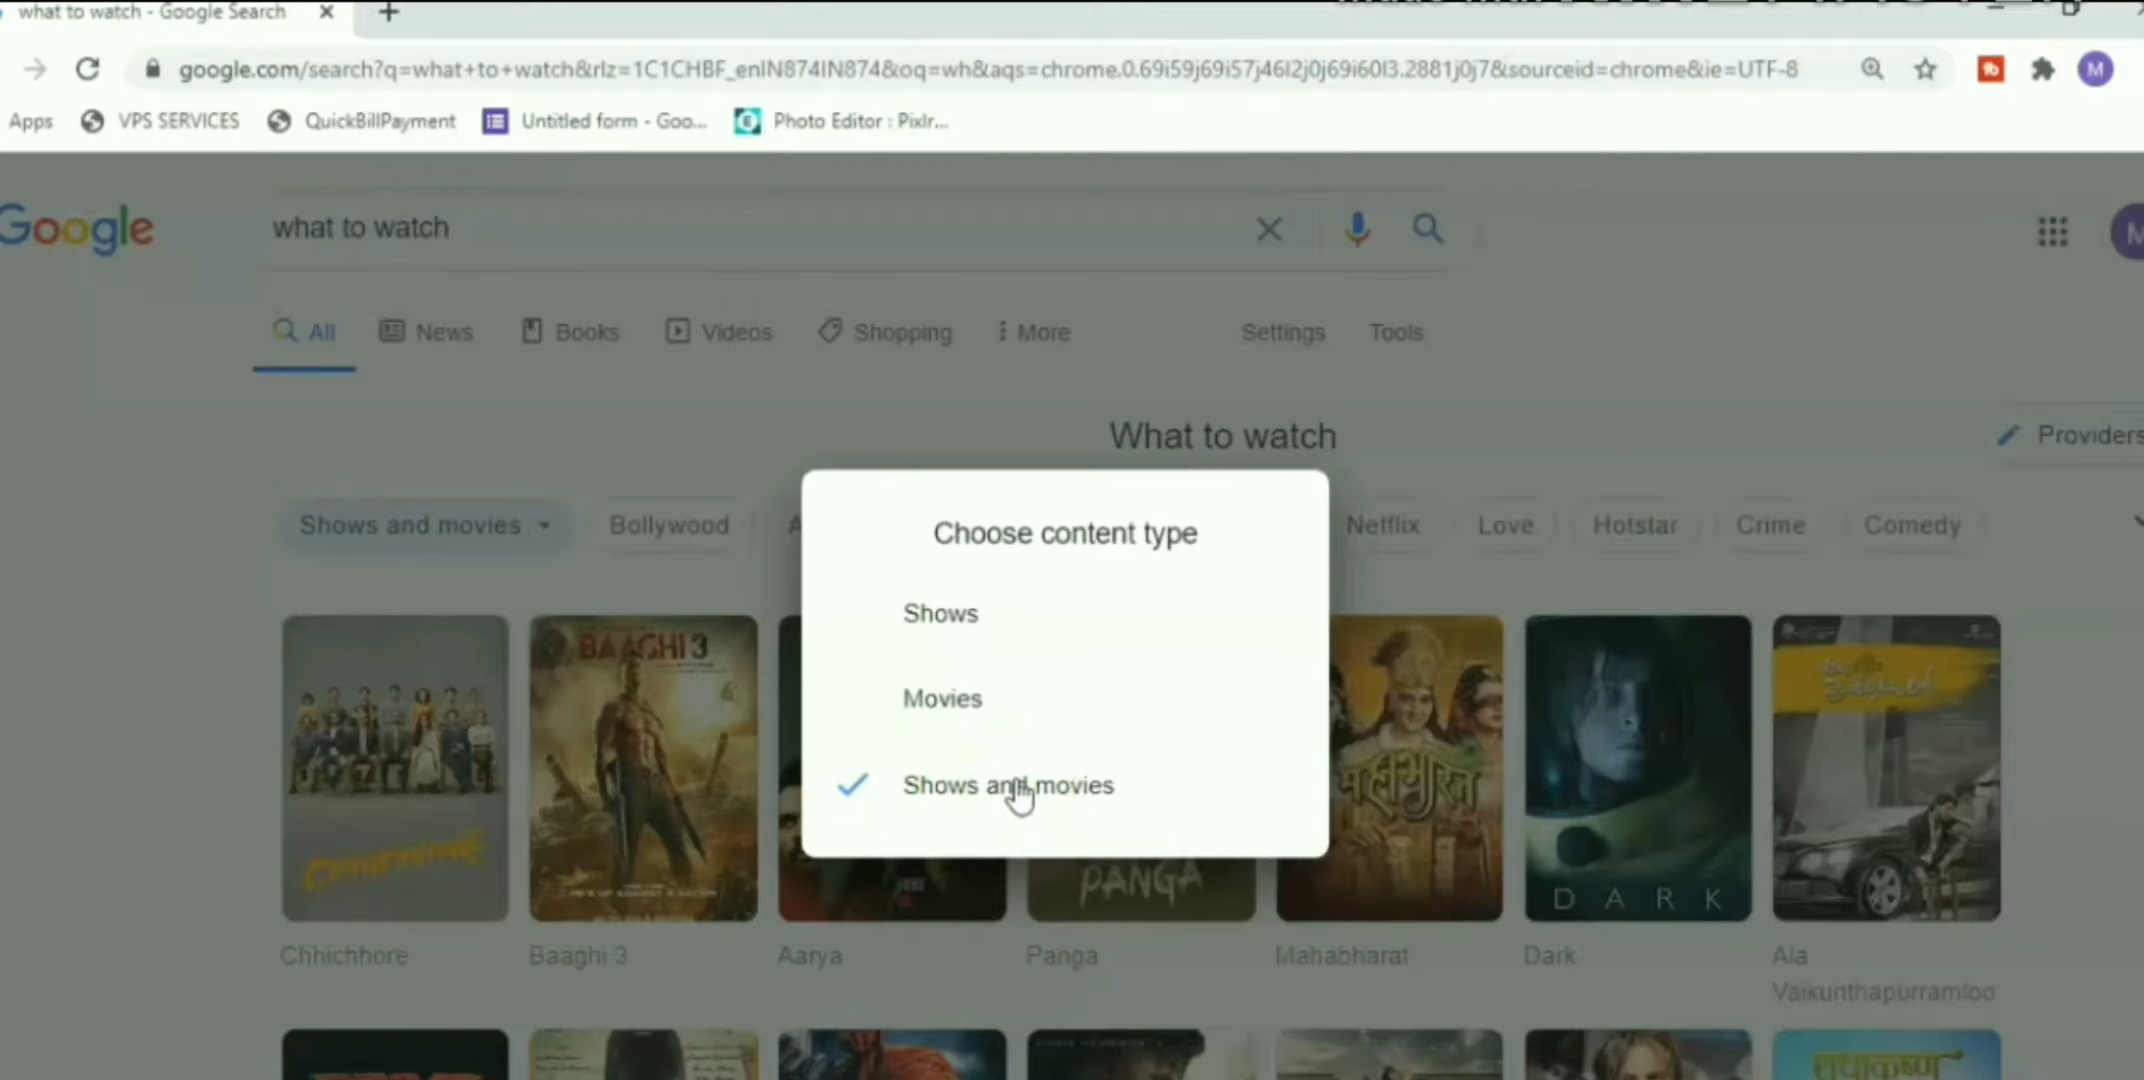 what to watch - Google Search
google.com/search?q=what+to+watch&rlz=1C1CHBF_enIN874IN874&oq=wh&aqs=chrome.0.69i59j69i57j46l2j0j69i60l3.2881j0j7&sourceid=chrome&ie=UTF-8
M
Apps VPS SERVICES QuickBillPayment Untitled form - Goo... Photo Editor : Pixlr...
Google what to watch M
All News Books Videos Shopping More Settings Tools
What to watch
Providers
Shows and movies Bollywood Netflix Love Hotstar Crime Comedy
Choose content type
Shows
Movies
Shows and movies
BAAGHI 3
महाभारत
PANGA
DARK
Chhichhore Baaghi 3 Aarya Panga Mahabharat Dark Ala
Vaikunthapurramloo